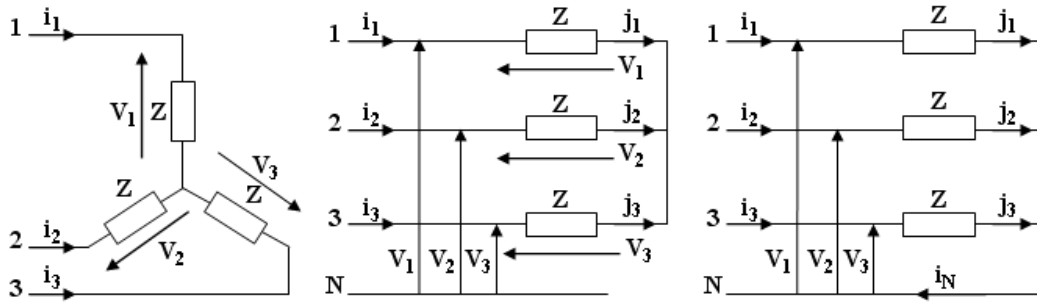 1 i1
V1 Z
V3
Z Z
2 i2
V2
3 i3
1 i1 Z j1
V1
2 i2 Z j2
V2
3 i3 Z j3
V1 V2 V3 V3
N
1 i1 Z j1
2 i2 Z j2
3 i3 Z j3
V1 V2 V3
N iN